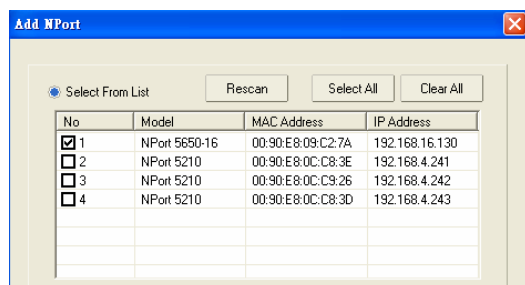 Add NPort
Select From List Rescan Select All Clear All
No Model MAC Address IP Address
1 NPort 5650-16 00:90:E8:09:C2:7A 192.168.16.130
2 NPort 5210 00:90:E8:0C:C8:3E 192.168.4.241
3 NPort 5210 00:90:E8:0C:C9:26 192.168.4.242
4 NPort 5210 00:90:E8:0C:C8:3D 192.168.4.243